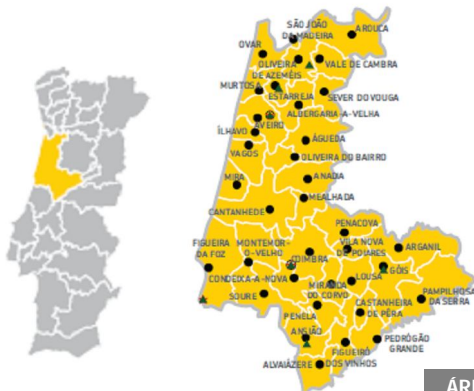 SÃO JOÃO
DA MADEIRA
AROUCA
OVAR
OLIVEIRA
DE AZEMÉIS
VALE DE CAMBRA
MURTOSA
ESTARREJA
SEVER DO VOUGA
ALBERGARIA-A-VELHA
AVEIRO
ÍLHAVO
ÁGUEDA
VAGOS
OLIVEIRA DO BAIRRO
ANADIA
MIRA
MEALHADA
CANTANHEDE
PENACOVA
FIGUEIRA
DA FOZ
MONTEMOR-
O-VELHO
COIMBRA
VILA NOVA
DE POIARES
ARGANIL
GÓIS
CONDEIXA-A-NOVA
LOUSÃ
MIRANDA
DO CORVO
PAMPILHOSA
DA SERRA
SOURE
CASTANHEIRA
DE PÊRA
PENELA
ANSIÃO
PEDRÓGÃO
GRANDE
FIGUEIRÓ
DOS VINHOS
ALVAIÁZERE
ÁR